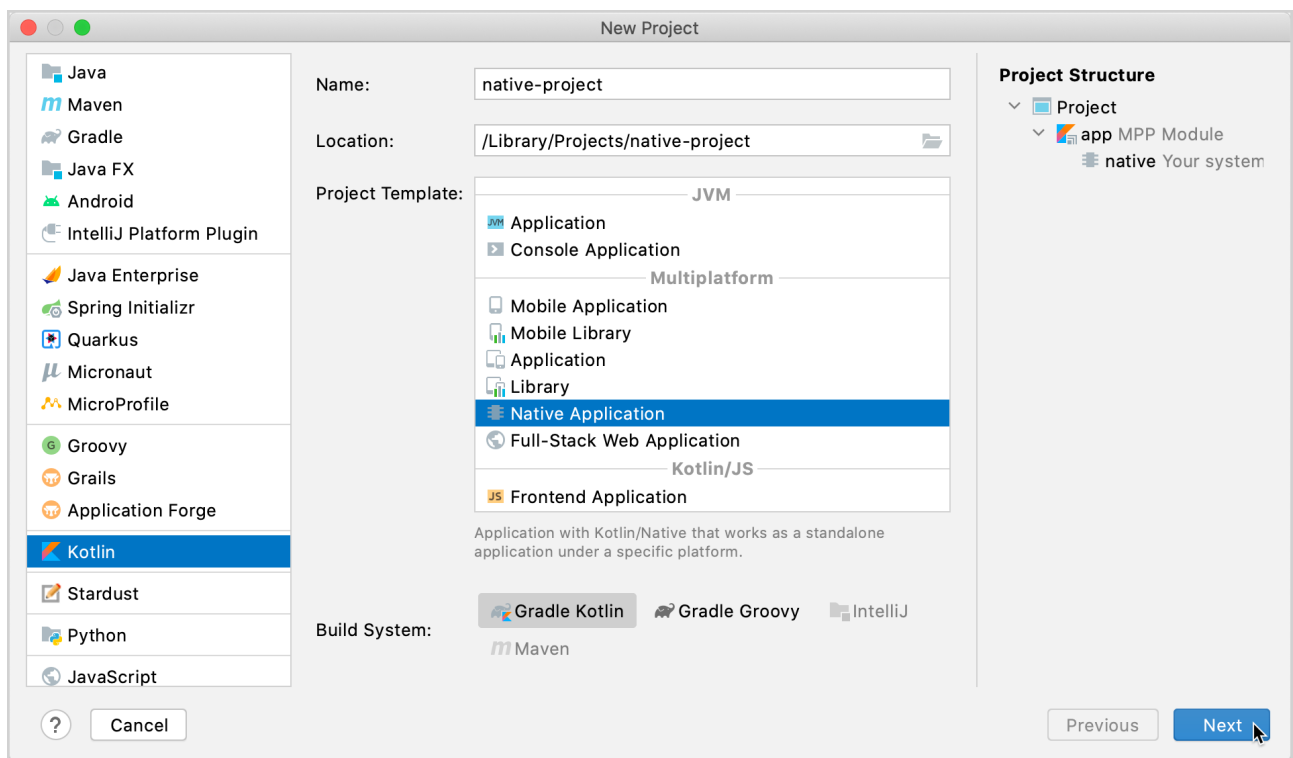 New Project
Java
Maven
Gradle
Java FX
Android
IntelliJ Platform Plugin
Java Enterprise
Spring Initializr
Quarkus
Micronaut
MicroProfile
G Groovy
Grails
Application Forge
Kotlin
Stardust
Python
JavaScript
Name: native-project
Location: /Library/Projects/native-project
Project Template:
JVM
JVM Application
Console Application
Multiplatform
Mobile Application
Mobile Library
Application
Library
Native Application
Full-Stack Web Application
Kotlin/JS
JS Frontend Application
Application with Kotlin/Native that works as a standalone
application under a specific platform.
Build System:
Gradle Kotlin Gradle Groovy IntelliJ
m Maven
Project Structure
Project
app MPP Module
native Your system
? Cancel Previous Next